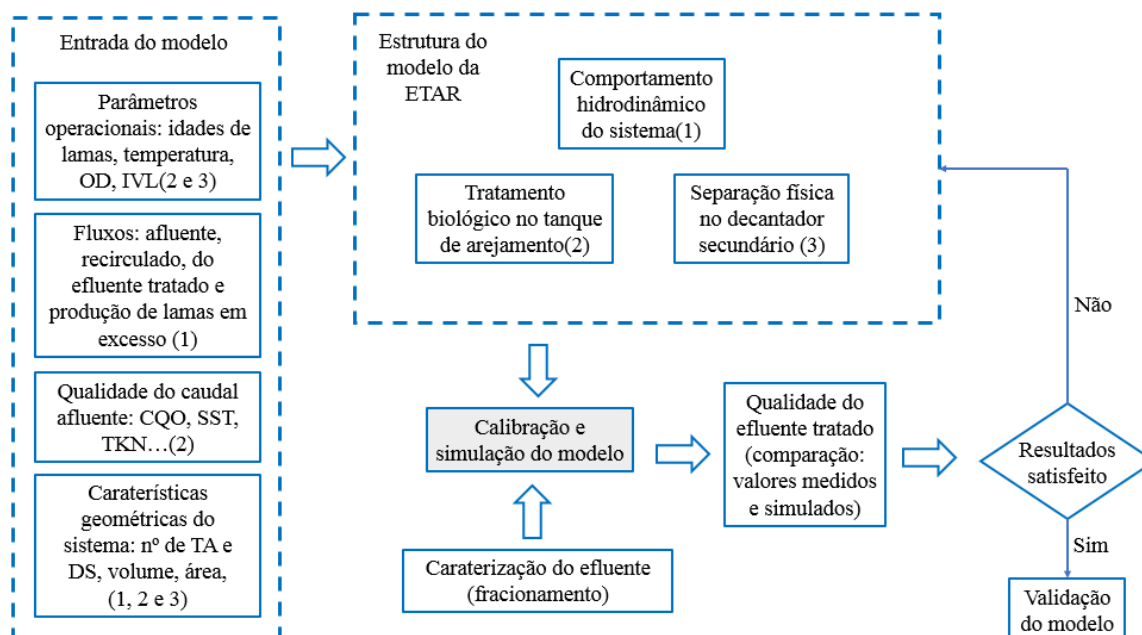 Entrada do modelo
Parâmetros
operacionais: idades de
lamas, temperatura,
OD, IVL(2 e 3)
Fluxos: afluente,
recirculado, do
efluente tratado e
produção de lamas em
excesso (1)
Qualidade do caudal
afluente: CQO, SST,
TKN…(2)
Caraterísticas
geométricas do
sistema: nº de TA e
DS, volume, área,
(1, 2 e 3)
Estrutura do
modelo da
ETAR
Comportamento
hidrodinâmico
do sistema(1)
Tratamento
biológico no tanque
de arejamento(2)
Separação física
no decantador
secundário (3)
Calibração e
simulação do modelo
Caraterização do efluente
(fracionamento)
Qualidade do
efluente tratado
(comparação:
valores medidos
e simulados)
Resultados
satisfeito
Não
Sim
Validação
do modelo